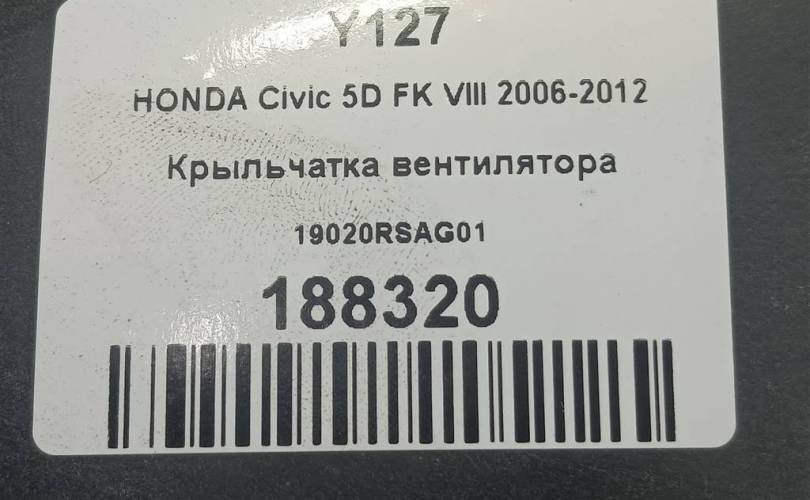 Y127
HONDA Civic 5D FK VIII 2006-2012
Крыльчатка вентилятора
19020RSAG01
188320